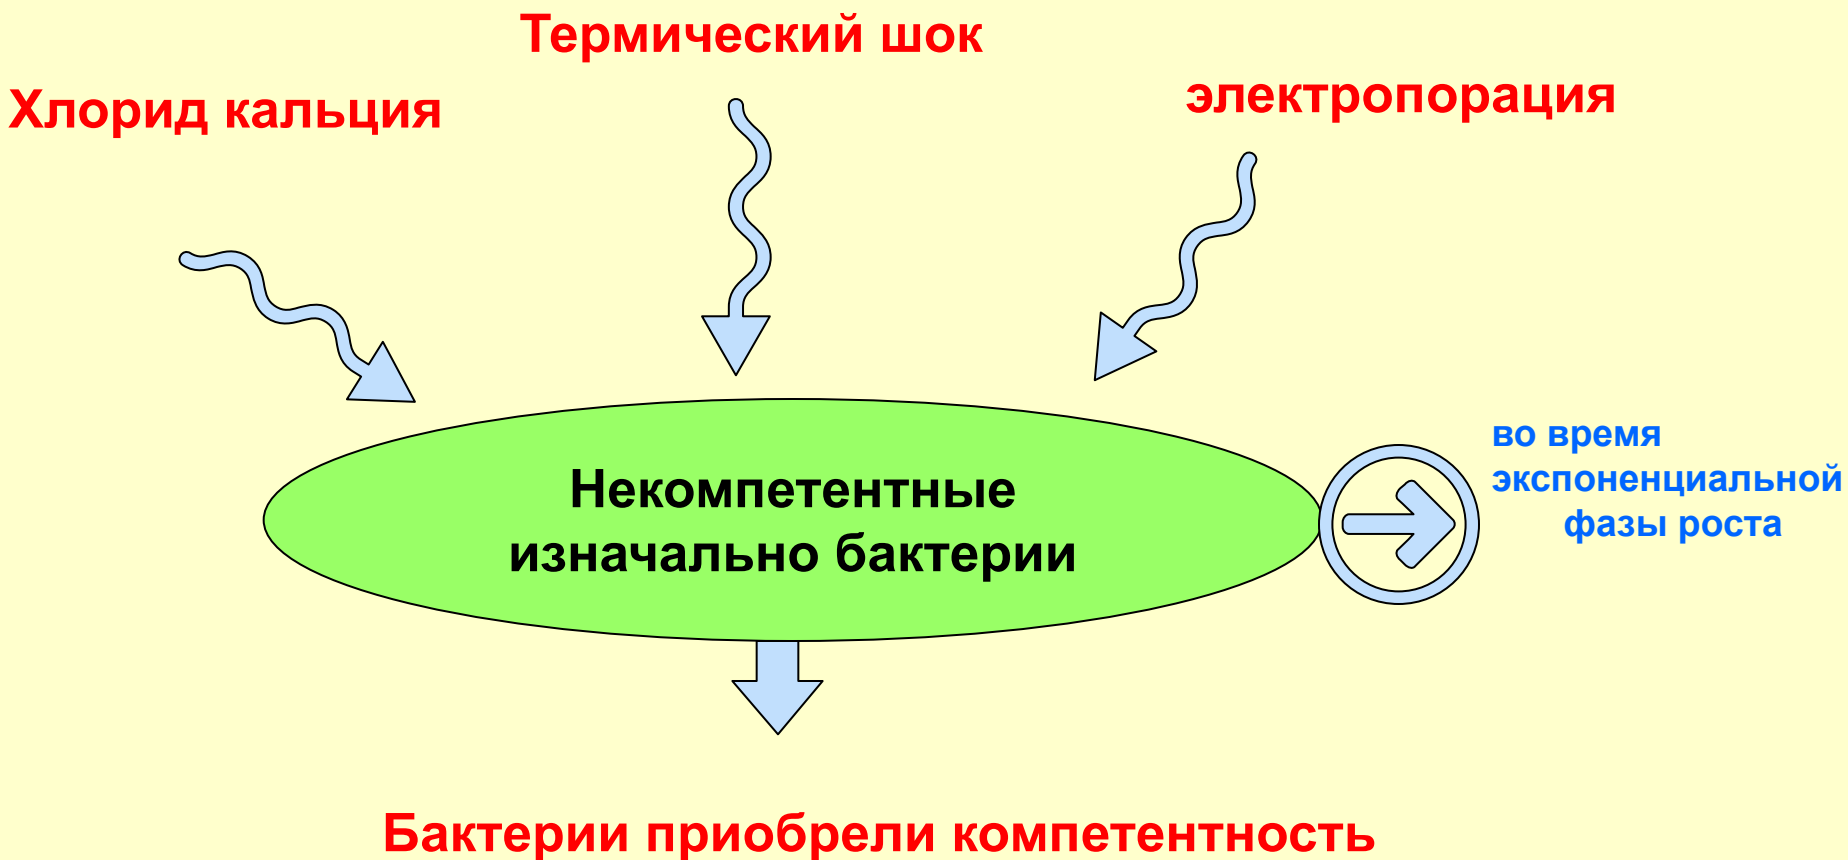 Термический шок
Хлорид кальция
электропорация
Некомпетентные
изначально бактерии
во время
экспоненциальной
фазы роста
Бактерии приобрели компетентность